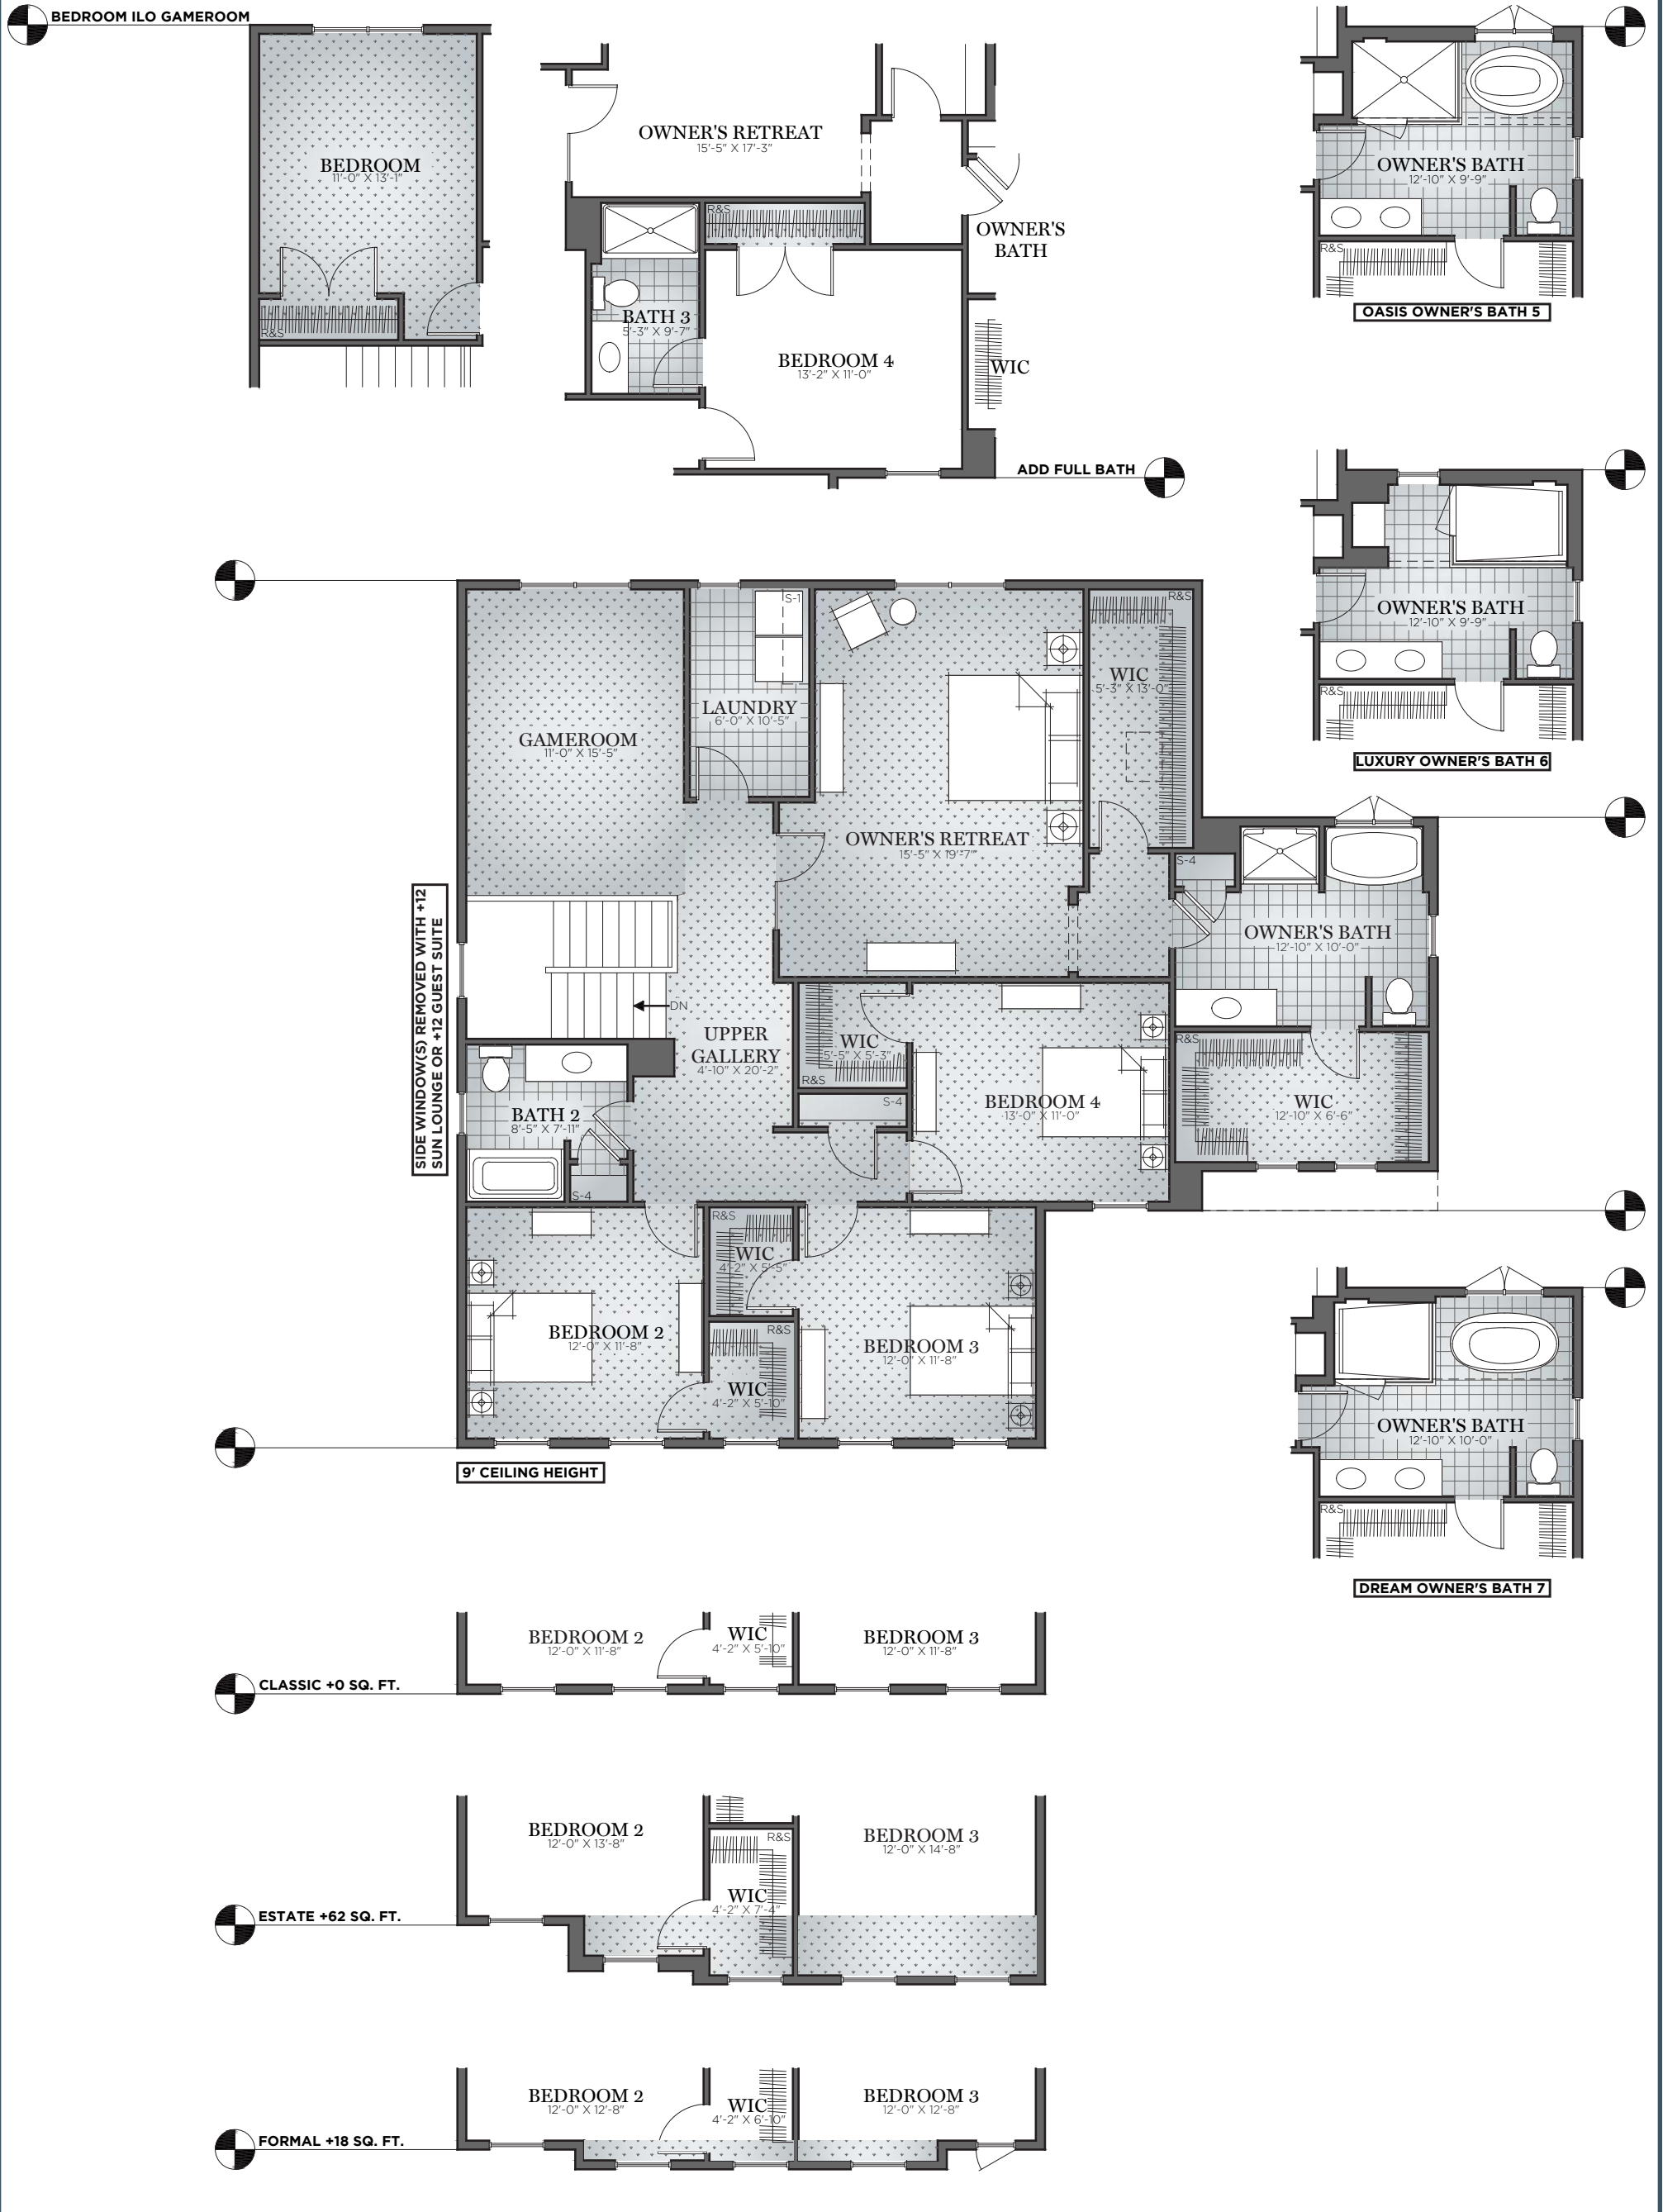 BEDROOM ILO GAMEROOM
BEDROOM
11'-0" X 13'-1"
R&S
OWNER'S RETREAT
15'-5" X 17'-3"
R&S
OWNER'S
BATH
BATH 3
5'-3" X 9'-7"
BEDROOM 4
13'-2" X 11'-0"
WIC
ADD FULL BATH
OWNER'S BATH
12'-10" X 9'-9"
R&S
OASIS OWNER'S BATH 5
OWNER'S BATH
12'-10" X 9'-9"
R&S
LUXURY OWNER'S BATH 6
S-1
R&S
WIC
5'-3" X 13'-0"
LAUNDRY
6'-0" X 10'-5"
GAMEROOM
11'-0" X 15'-5"
OWNER'S RETREAT
15'-5" X 19'-7"
S-4
OWNER'S BATH
12'-10" X 10'-0"
SIDE WINDOW(S) REMOVED WITH +12
SUN LOUNGE OR +12 GUEST SUITE
DN
UPPER
GALLERY
4'-10" X 20'-2"
WIC
5'-5" X 5'-3"
R&S
R&S
S-4
BEDROOM 4
13'-0" X 11'-0"
WIC
12'-10" X 6'-6"
BATH 2
8'-5" X 7'-11"
S-4
R&S
WIC
4'-2" X 5'-5"
BEDROOM 2
12'-0" X 11'-8"
R&S
BEDROOM 3
12'-0" X 11'-8"
WIC
4'-2" X 5'-10"
9' CEILING HEIGHT
OWNER'S BATH
12'-10" X 10'-0"
R&S
DREAM OWNER'S BATH 7
BEDROOM 2
12'-0" X 11'-8"
WIC
4'-2" X 5'-10"
BEDROOM 3
12'-0" X 11'-8"
CLASSIC +0 SQ. FT.
BEDROOM 2
12'-0" X 13'-8"
R&S
BEDROOM 3
12'-0" X 14'-8"
WIC
4'-2" X 7'-4"
ESTATE +62 SQ. FT.
BEDROOM 2
12'-0" X 12'-8"
WIC
4'-2" X 6'-10"
BEDROOM 3
12'-0" X 12'-8"
FORMAL +18 SQ. FT.